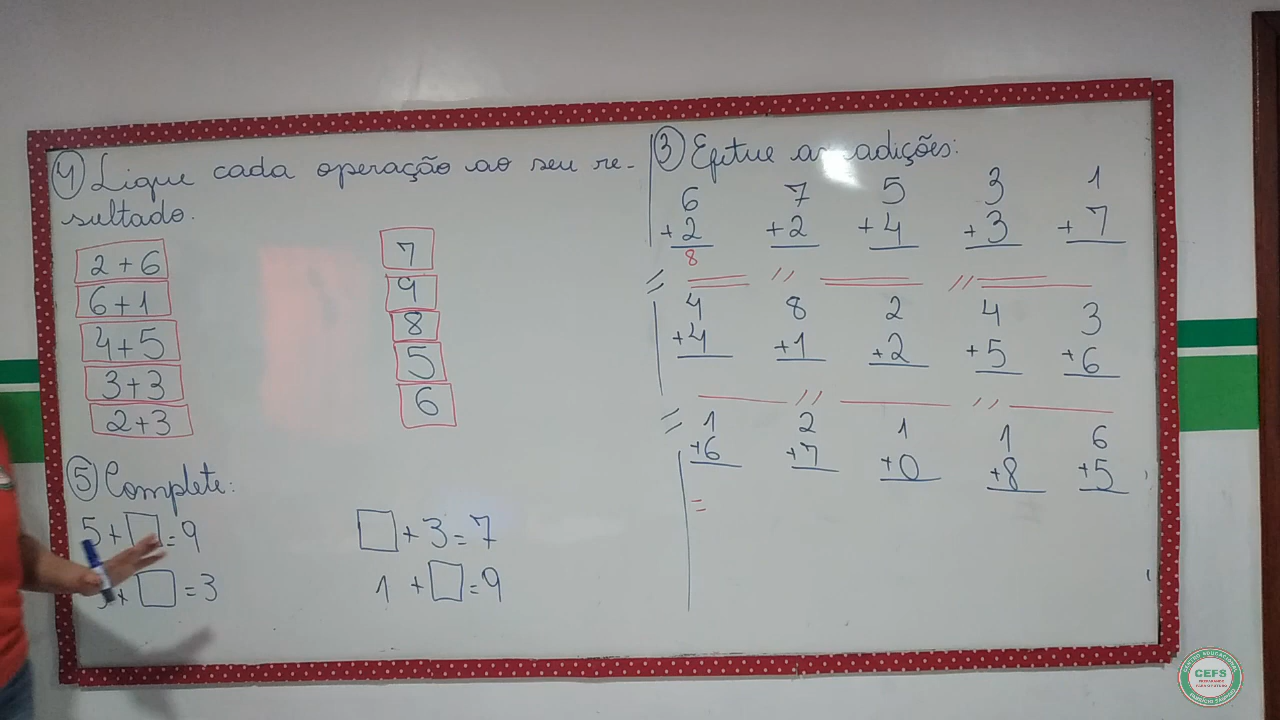 4 Ligue cada operação ao seu re-
sultado.
2 + 6
6 + 1
4 + 5
3 + 3
2 + 3
7
9
8
5
6
5 Complete:
5 + □ = 9
□ + 3 = 7
+ □ = 3
1 + □ = 9
3 Efetue as adições:
6 7 5 3 1
+2 +2 +4 +3 +7
8
4 8 2 4 3
+4 +1 +2 +5 +6
1 2 1 1 6
+6 +7 +0 +8 +5
=
CENTRO EDUCACIONAL
CEFS